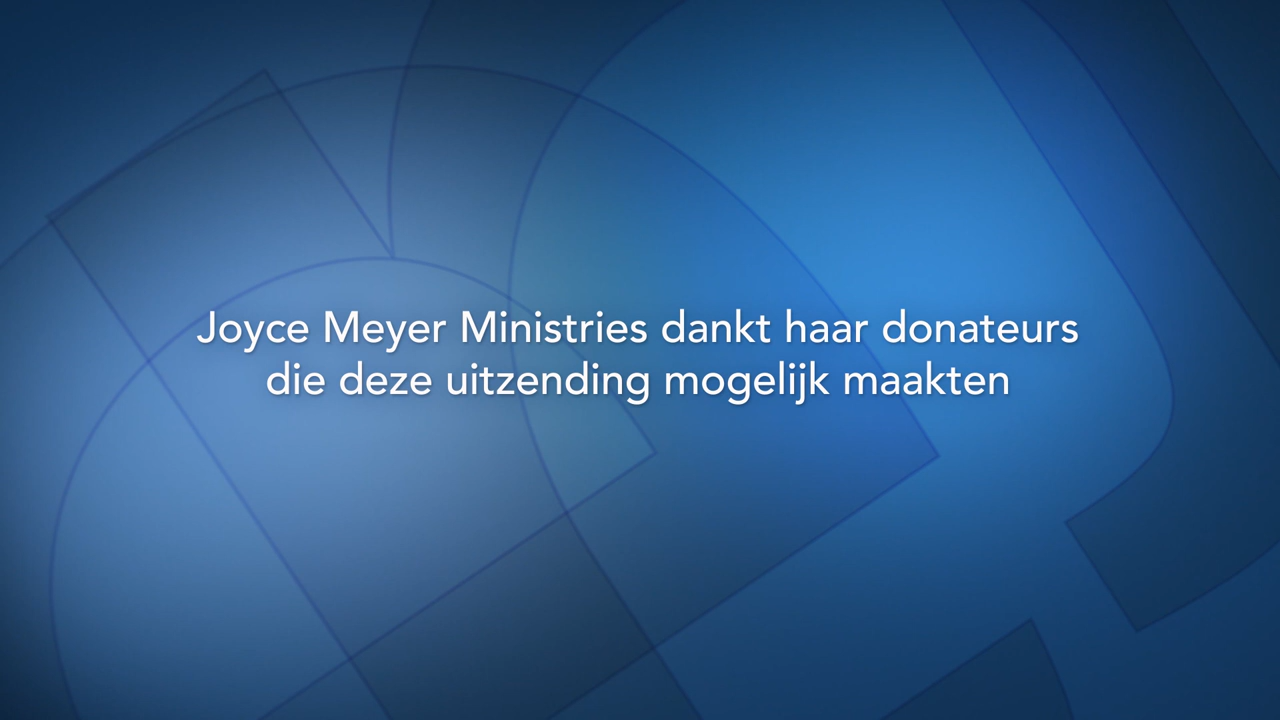 Joyce Meyer Ministries dankt haar donateurs
die deze uitzending mogelijk maakten